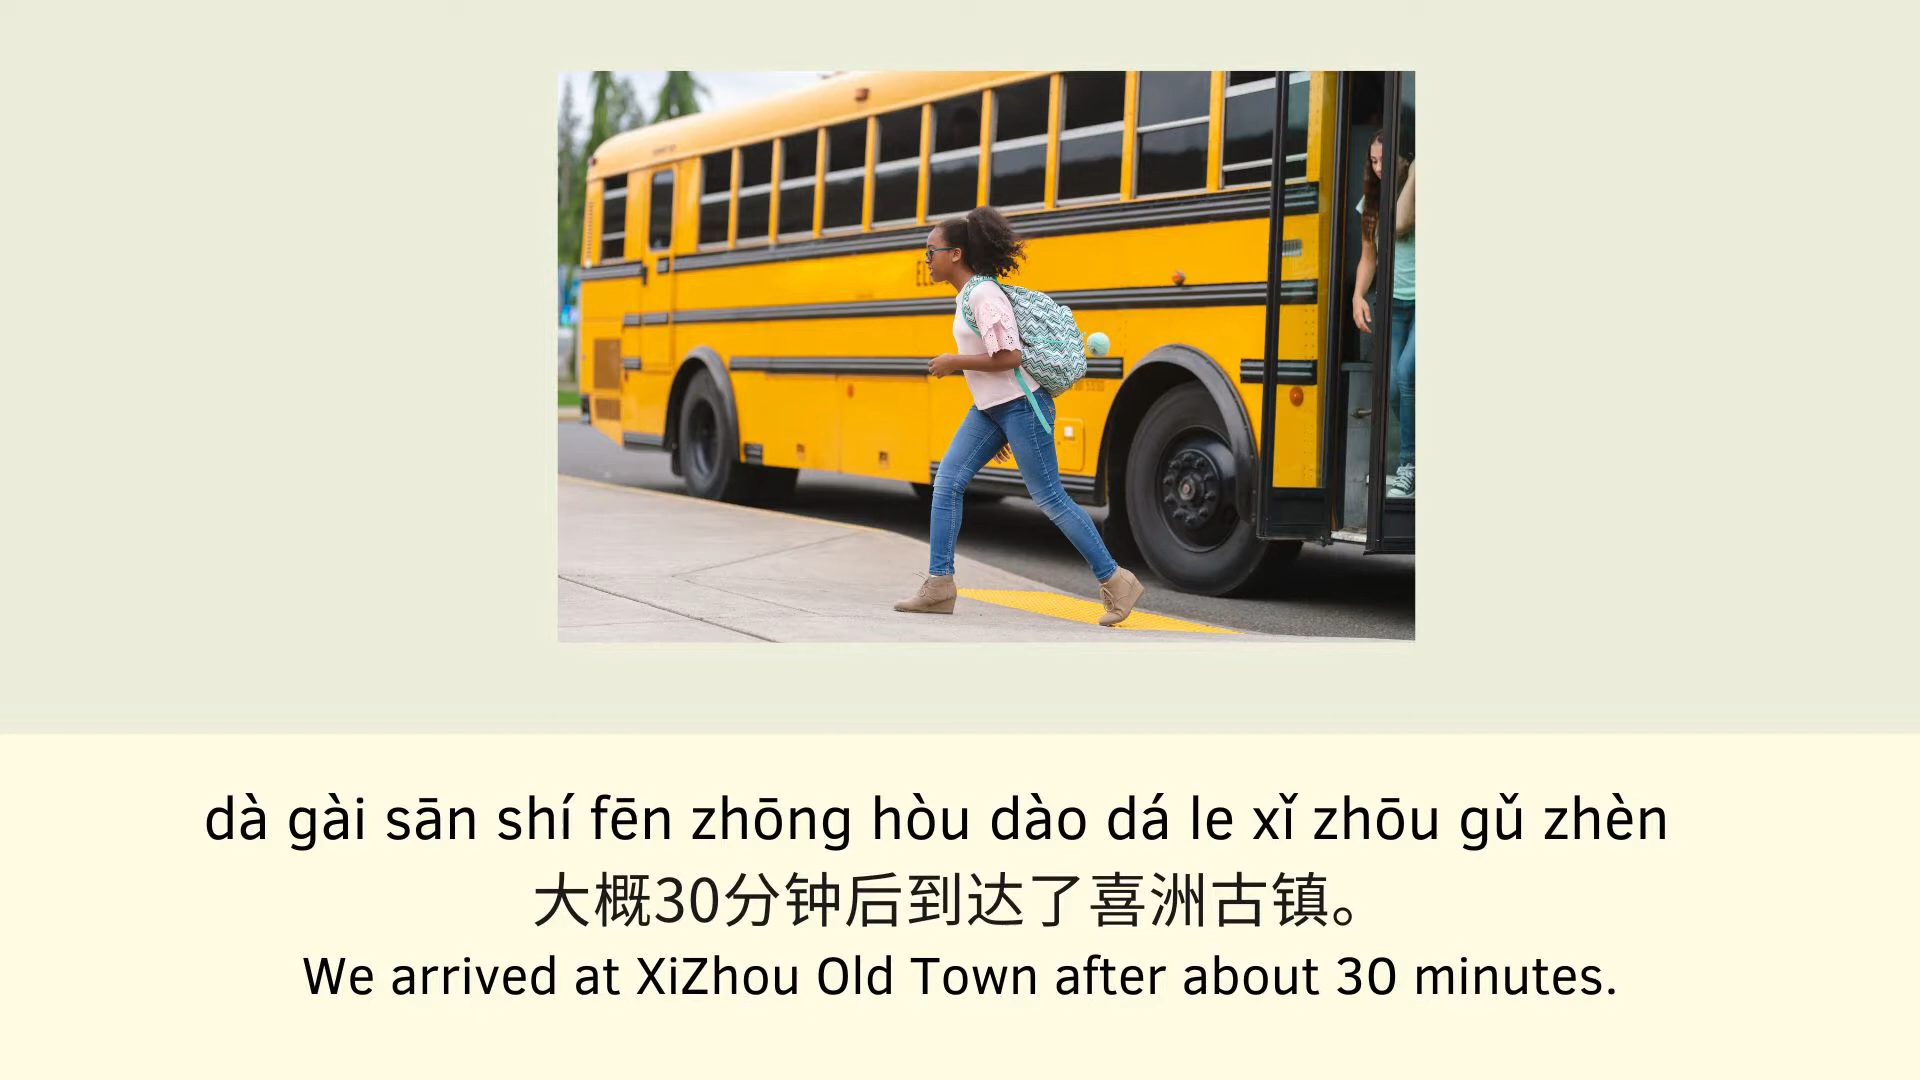 dà gài sān shí fēn zhōng hòu dào dá le xǐ zhōu gǔ zhèn
大概30分钟后到达了喜洲古镇。
We arrived at XiZhou Old Town after about 30 minutes.